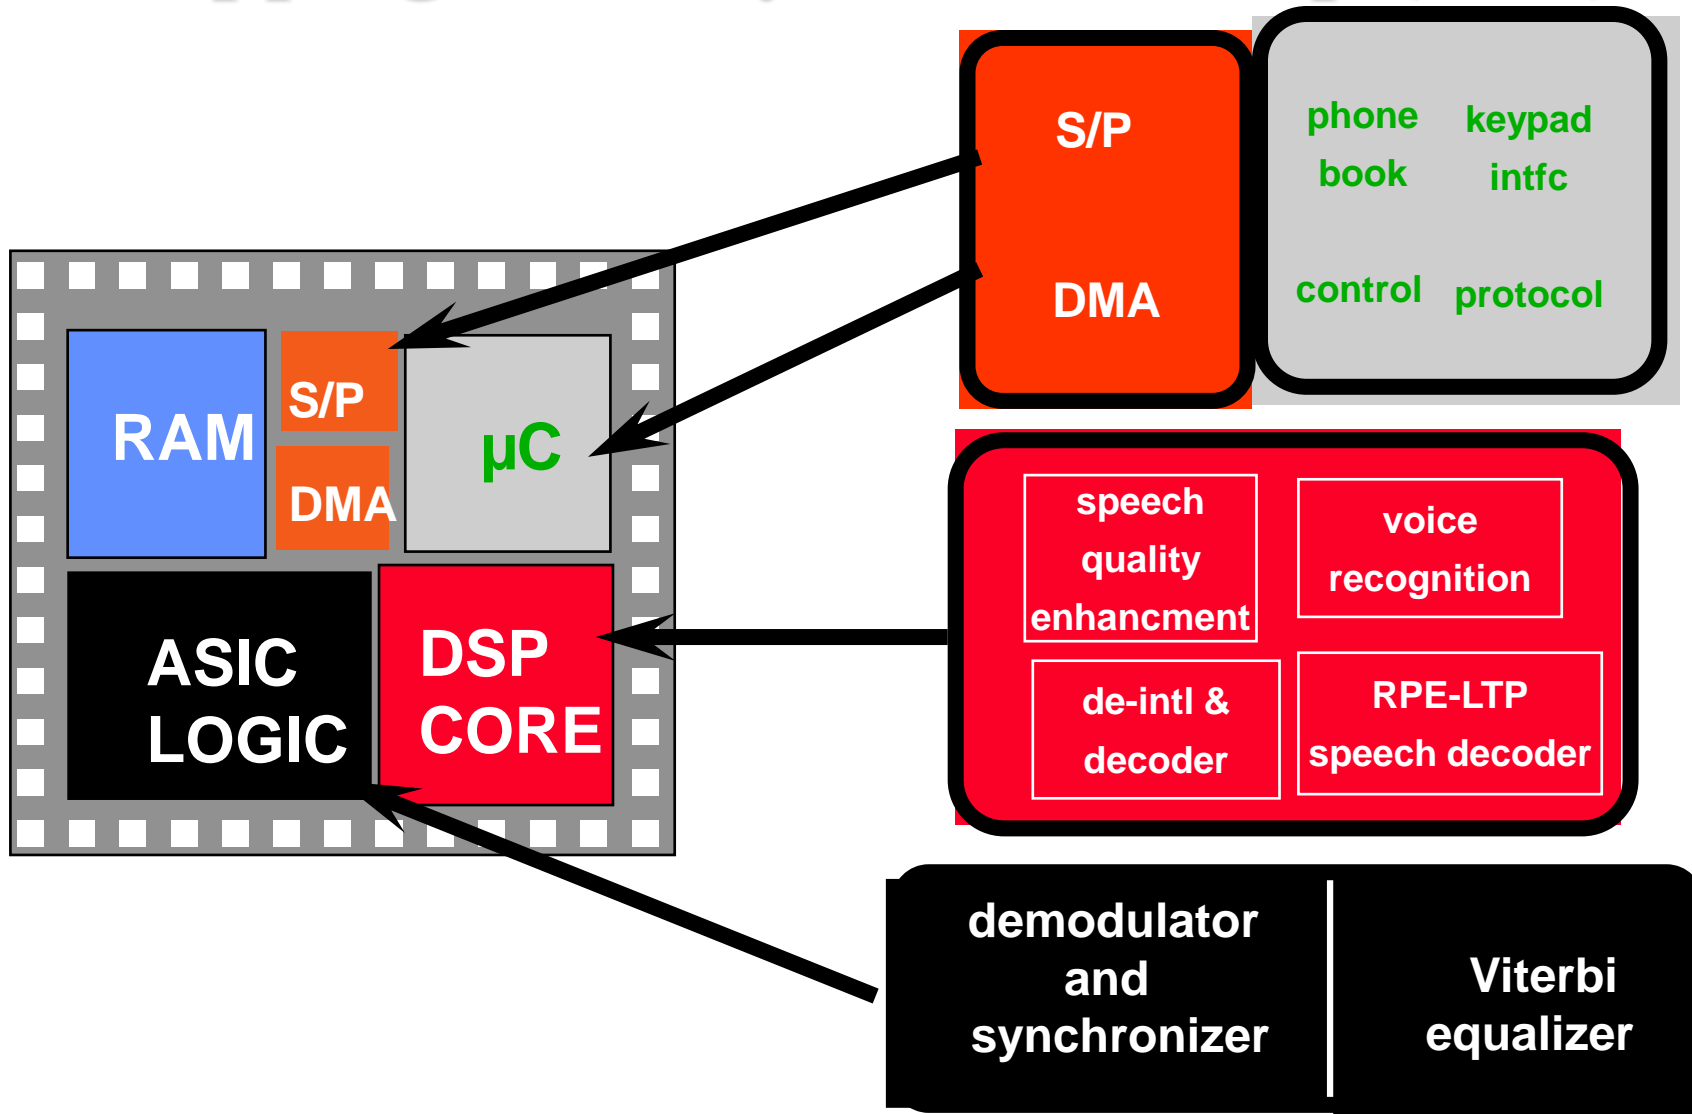 S/P
DMA
phone
book
keypad
intfc
control
protocol
RAM
S/P
DMA
µC
ASIC
LOGIC
DSP
CORE
speech
quality
enhancment
voice
recognition
de-intl &
decoder
RPE-LTP
speech decoder
demodulator
and
synchronizer
Viterbi
equalizer